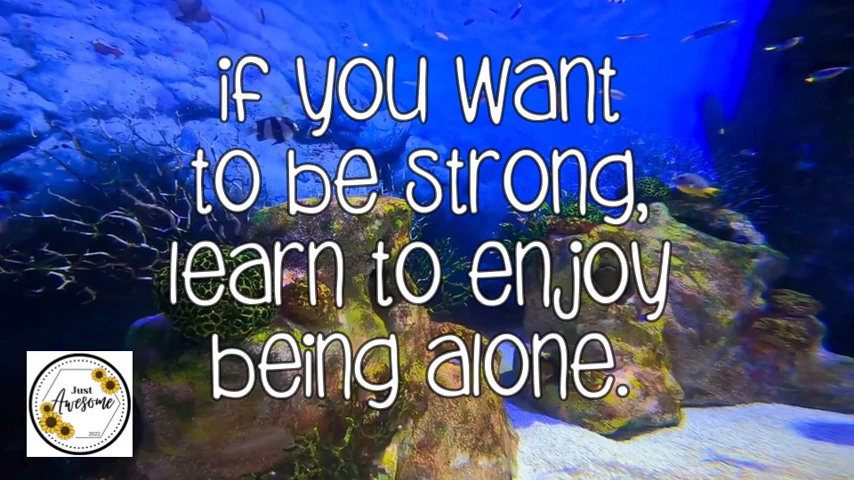 if you want
to be strong,
learn to enjoy
being alone.
Just
Awesome
2022